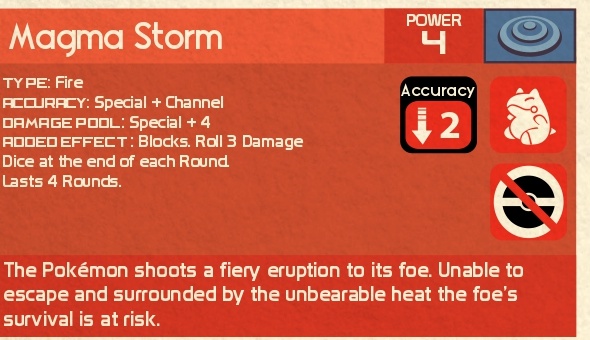 Magma Storm
POWER
4
TYPE: Fire
ACCURACY: Special + Channel
DAMAGE POOL: Special + 4
ADDED EFFECT: Blocks. Roll 3 Damage
Dice at the end of each Round.
Lasts 4 Rounds.
Accuracy
2
The Pokémon shoots a fiery eruption to its foe. Unable to
escape and surrounded by the unbearable heat the foe's
survival is at risk.